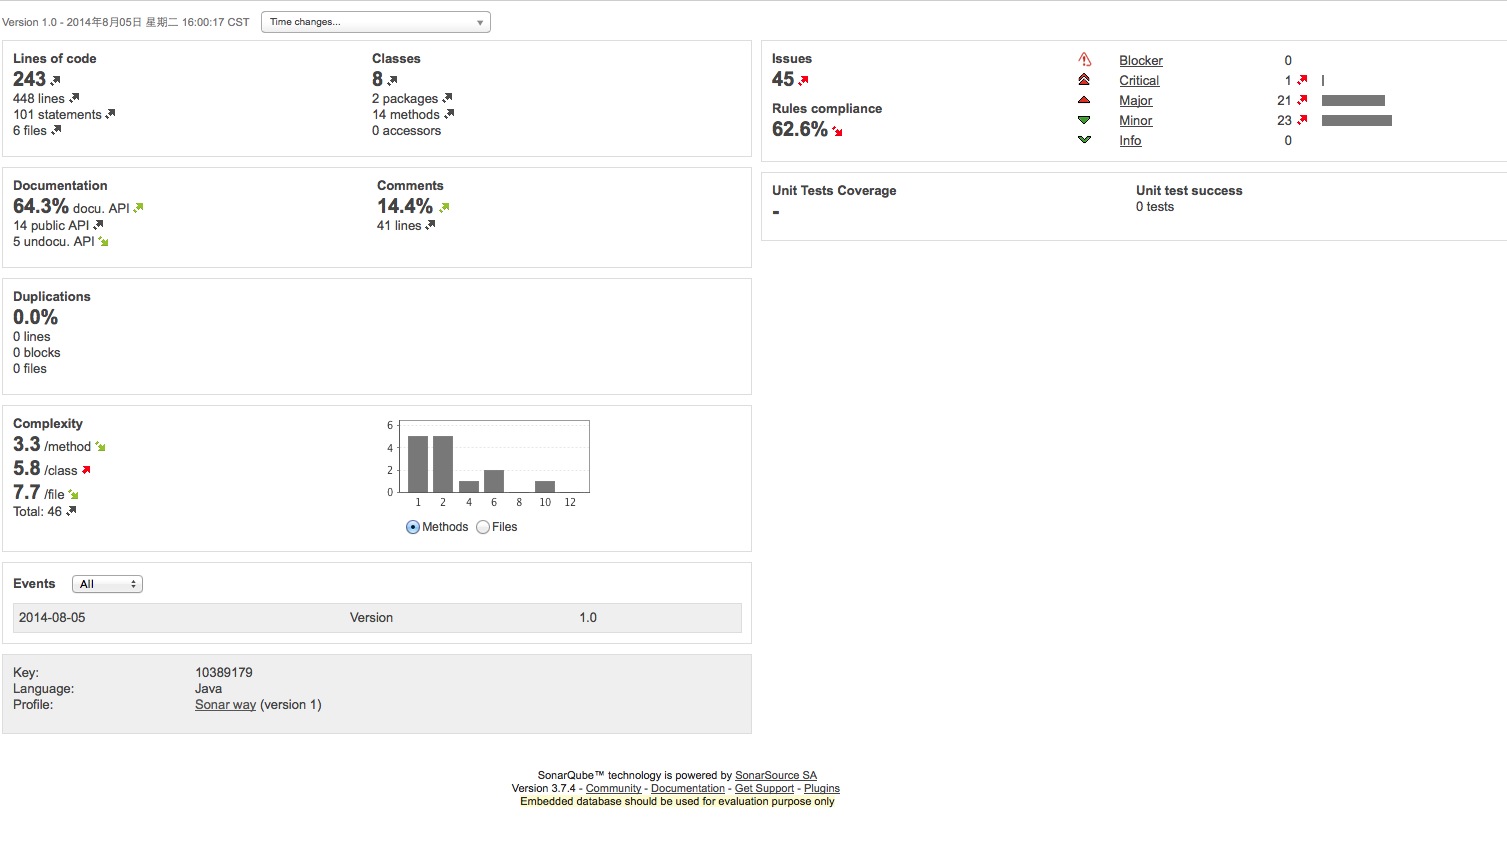 Version 1.0 - 2014年8月05日 星期二 16:00:17 CST
Time changes...
Lines of code
243
448 lines
101 statements
6 files
Classes
8
2 packages
14 methods
0 accessors
Documentation
64.3% docu. API
14 public API
5 undocu. API
Comments
14.4%
41 lines
Duplications
0.0%
0 lines
0 blocks
0 files
Complexity
3.3 /method
5.8 /class
7.7 /file
Total: 46
6
4
2
0
1 2 4 6 8 10 12
Methods Files
Events All
2014-08-05 Version 1.0
Key: 10389179
Language: Java
Profile: Sonar way (version 1)
Issues
45
Rules compliance
62.6%
Blocker 0
Critical 1
Major 21
Minor 23
Info 0
Unit Tests Coverage
-
Unit test success
0 tests
SonarQube™ technology is powered by SonarSource SA
Version 3.7.4 - Community - Documentation - Get Support - Plugins
Embedded database should be used for evaluation purpose only